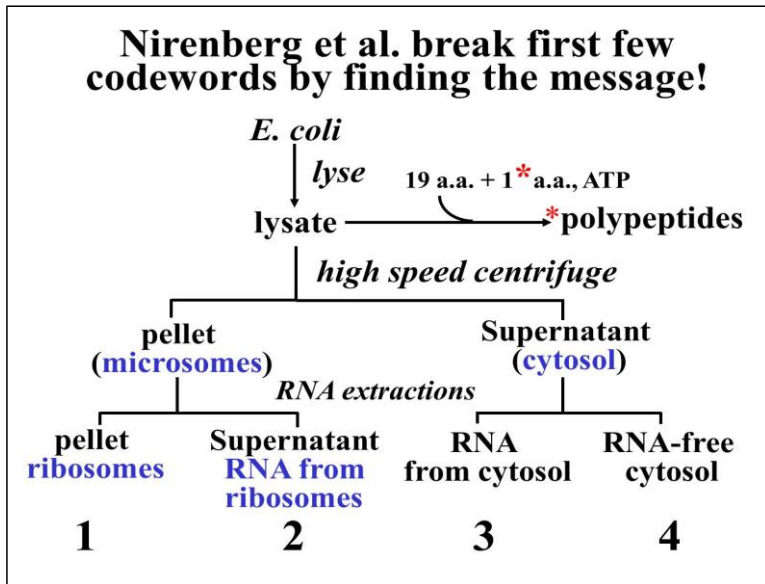 Nirenberg et al. break first few
codewords by finding the message!
E. coli
lyse
19 a.a. + 1*a.a., ATP
lysate
*polypeptides
high speed centrifuge
pellet
(microsomes)
Supernatant
(cytosol)
RNA extractions
pellet
ribosomes
Supernatant
RNA from
ribosomes
RNA
from cytosol
RNA-free
cytosol
1
2
3
4